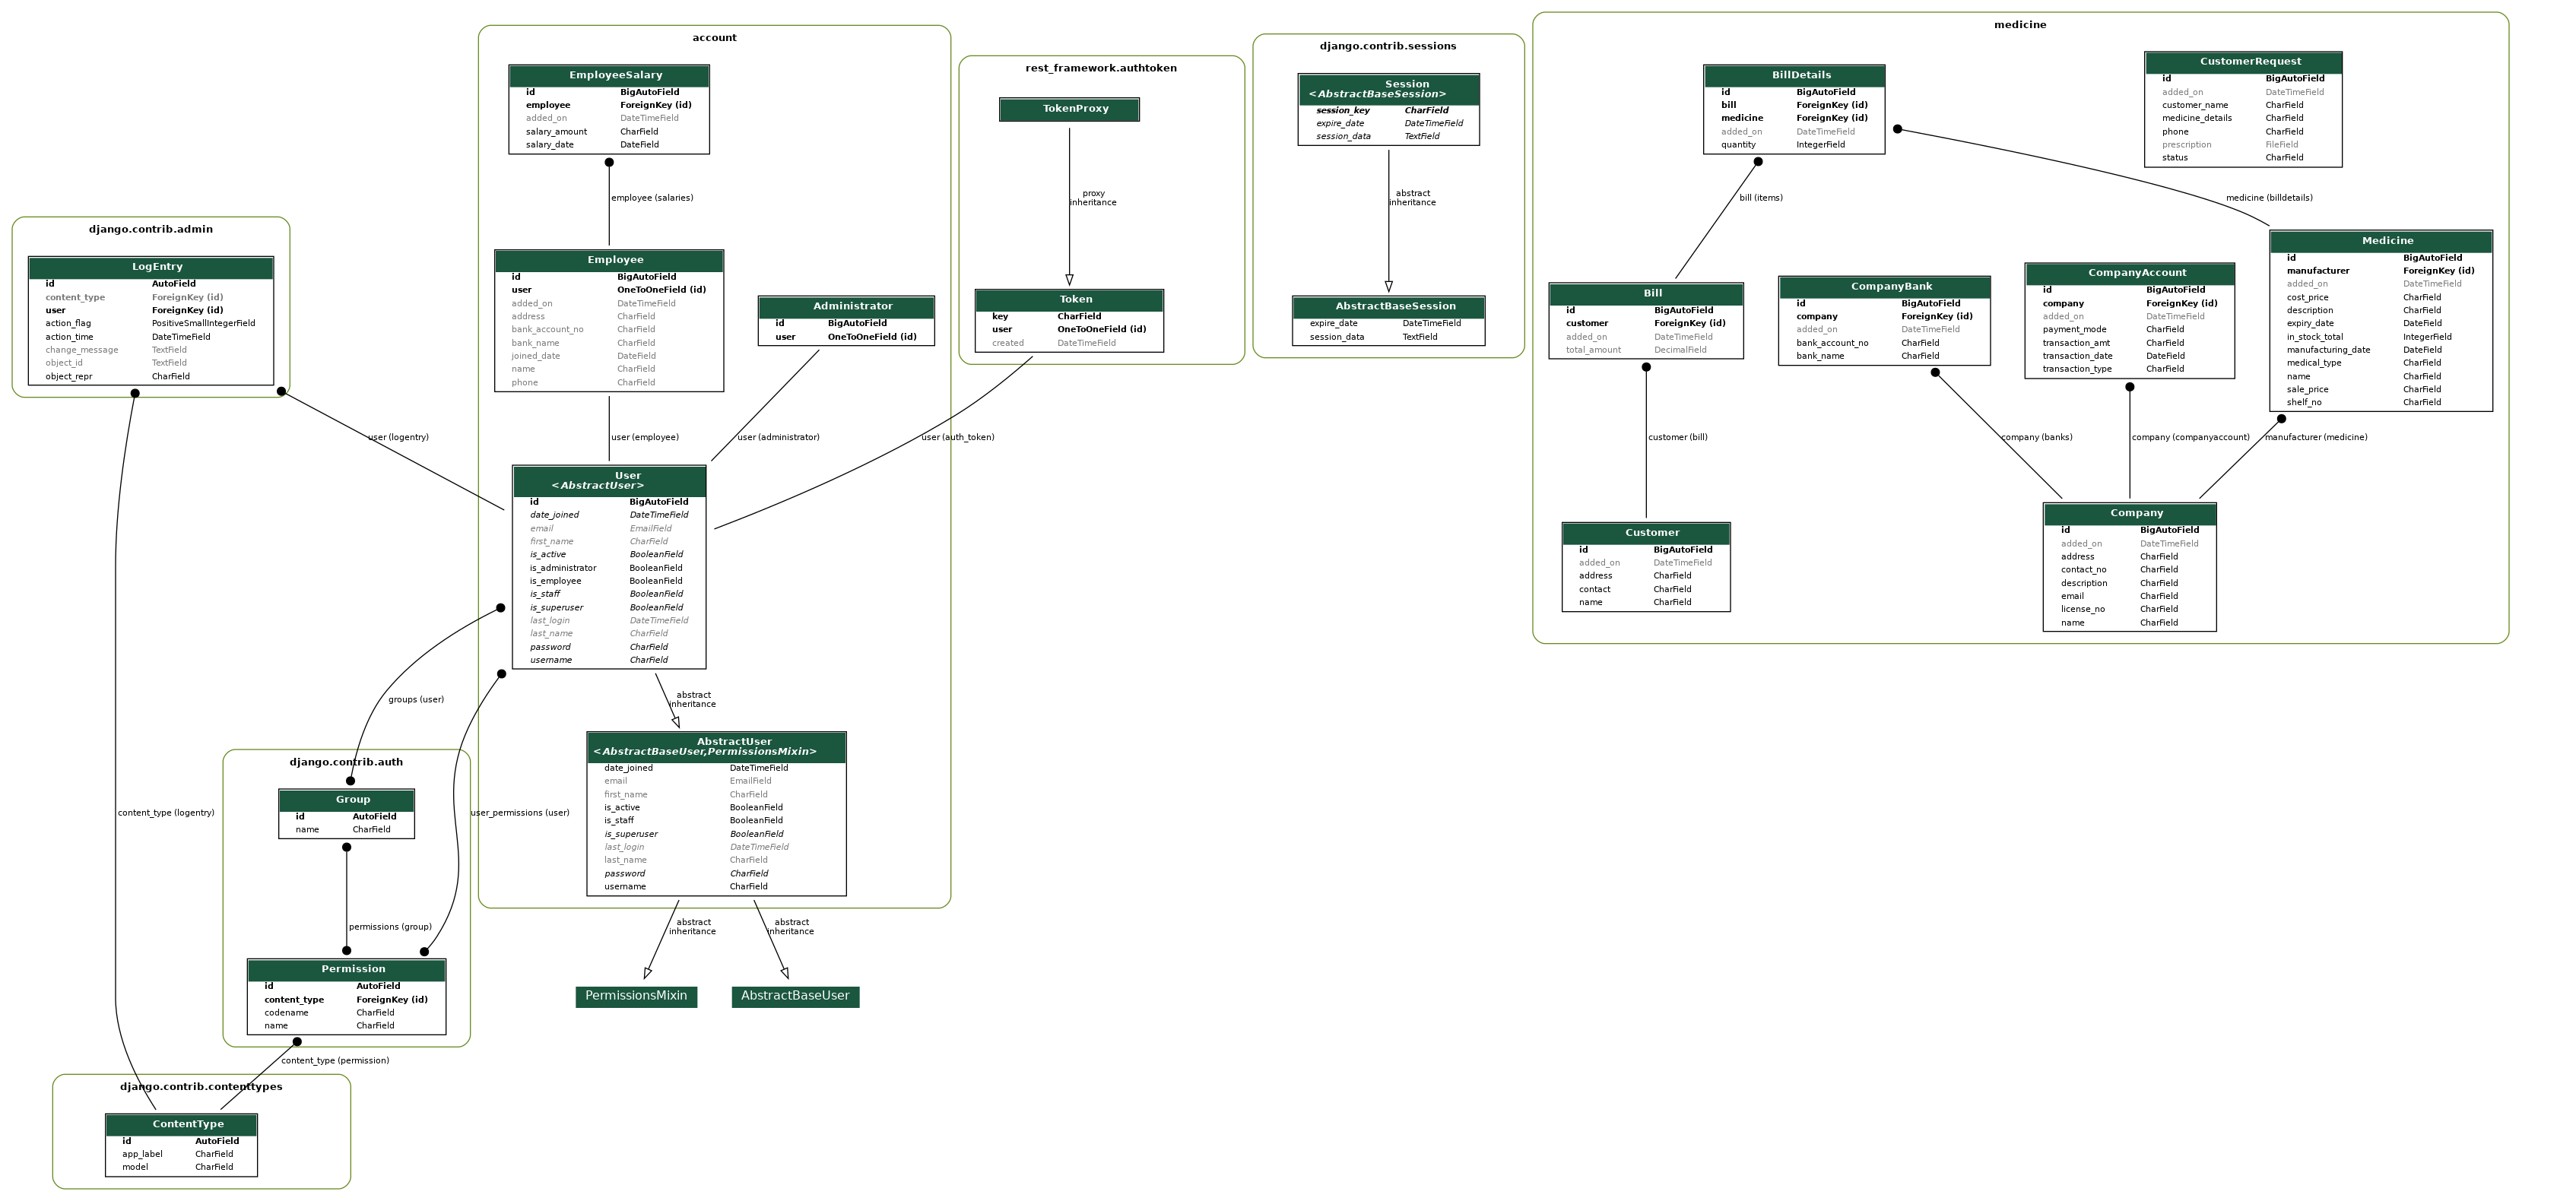 account
EmployeeSalary
id BigAutoField
employee ForeignKey (id)
added_on DateTimeField
salary_amount CharField
salary_date DateField
employee (salaries)
Employee
id BigAutoField
user OneToOneField (id)
added_on DateTimeField
address CharField
bank_account_no CharField
bank_name CharField
joined_date DateField
name CharField
phone CharField
Administrator
id BigAutoField
user OneToOneField (id)
user (employee)
user (administrator)
User
<AbstractUser>
id BigAutoField
date_joined DateTimeField
email EmailField
first_name CharField
is_active BooleanField
is_administrator BooleanField
is_employee BooleanField
is_staff BooleanField
is_superuser BooleanField
last_login DateTimeField
last_name CharField
password CharField
username CharField
abstract
inheritance
AbstractUser
<AbstractBaseUser,PermissionsMixin>
date_joined DateTimeField
email EmailField
first_name CharField
is_active BooleanField
is_staff BooleanField
is_superuser BooleanField
last_login DateTimeField
last_name CharField
password CharField
username CharField
abstract
inheritance
abstract
inheritance
PermissionsMixin
AbstractBaseUser
django.contrib.admin
LogEntry
id AutoField
content_type ForeignKey (id)
user ForeignKey (id)
action_flag PositiveSmallIntegerField
action_time DateTimeField
change_message TextField
object_id TextField
object_repr CharField
user (logentry)
content_type (logentry)
groups (user)
user_permissions (user)
django.contrib.auth
Group
id AutoField
name CharField
permissions (group)
Permission
id AutoField
content_type ForeignKey (id)
codename CharField
name CharField
content_type (permission)
django.contrib.contenttypes
ContentType
id AutoField
app_label CharField
model CharField
rest_framework.authtoken
TokenProxy
proxy
inheritance
Token
key CharField
user OneToOneField (id)
created DateTimeField
user (auth_token)
django.contrib.sessions
Session
<AbstractBaseSession>
session_key CharField
expire_date DateTimeField
session_data TextField
abstract
inheritance
AbstractBaseSession
expire_date DateTimeField
session_data TextField
medicine
BillDetails
id BigAutoField
bill ForeignKey (id)
medicine ForeignKey (id)
added_on DateTimeField
quantity IntegerField
CustomerRequest
id BigAutoField
added_on DateTimeField
customer_name CharField
medicine_details CharField
phone CharField
prescription FileField
status CharField
bill (items)
medicine (billdetails)
Bill
id BigAutoField
customer ForeignKey (id)
added_on DateTimeField
total_amount DecimalField
CompanyBank
id BigAutoField
company ForeignKey (id)
added_on DateTimeField
bank_account_no CharField
bank_name CharField
CompanyAccount
id BigAutoField
company ForeignKey (id)
added_on DateTimeField
payment_mode CharField
transaction_amt CharField
transaction_date DateField
transaction_type CharField
Medicine
id BigAutoField
manufacturer ForeignKey (id)
added_on DateTimeField
cost_price CharField
description CharField
expiry_date DateField
in_stock_total IntegerField
manufacturing_date DateField
medical_type CharField
name CharField
sale_price CharField
shelf_no CharField
customer (bill)
company (banks)
company (companyaccount)
manufacturer (medicine)
Customer
id BigAutoField
added_on DateTimeField
address CharField
contact CharField
name CharField
Company
id BigAutoField
added_on DateTimeField
address CharField
contact_no CharField
description CharField
email CharField
license_no CharField
name CharField